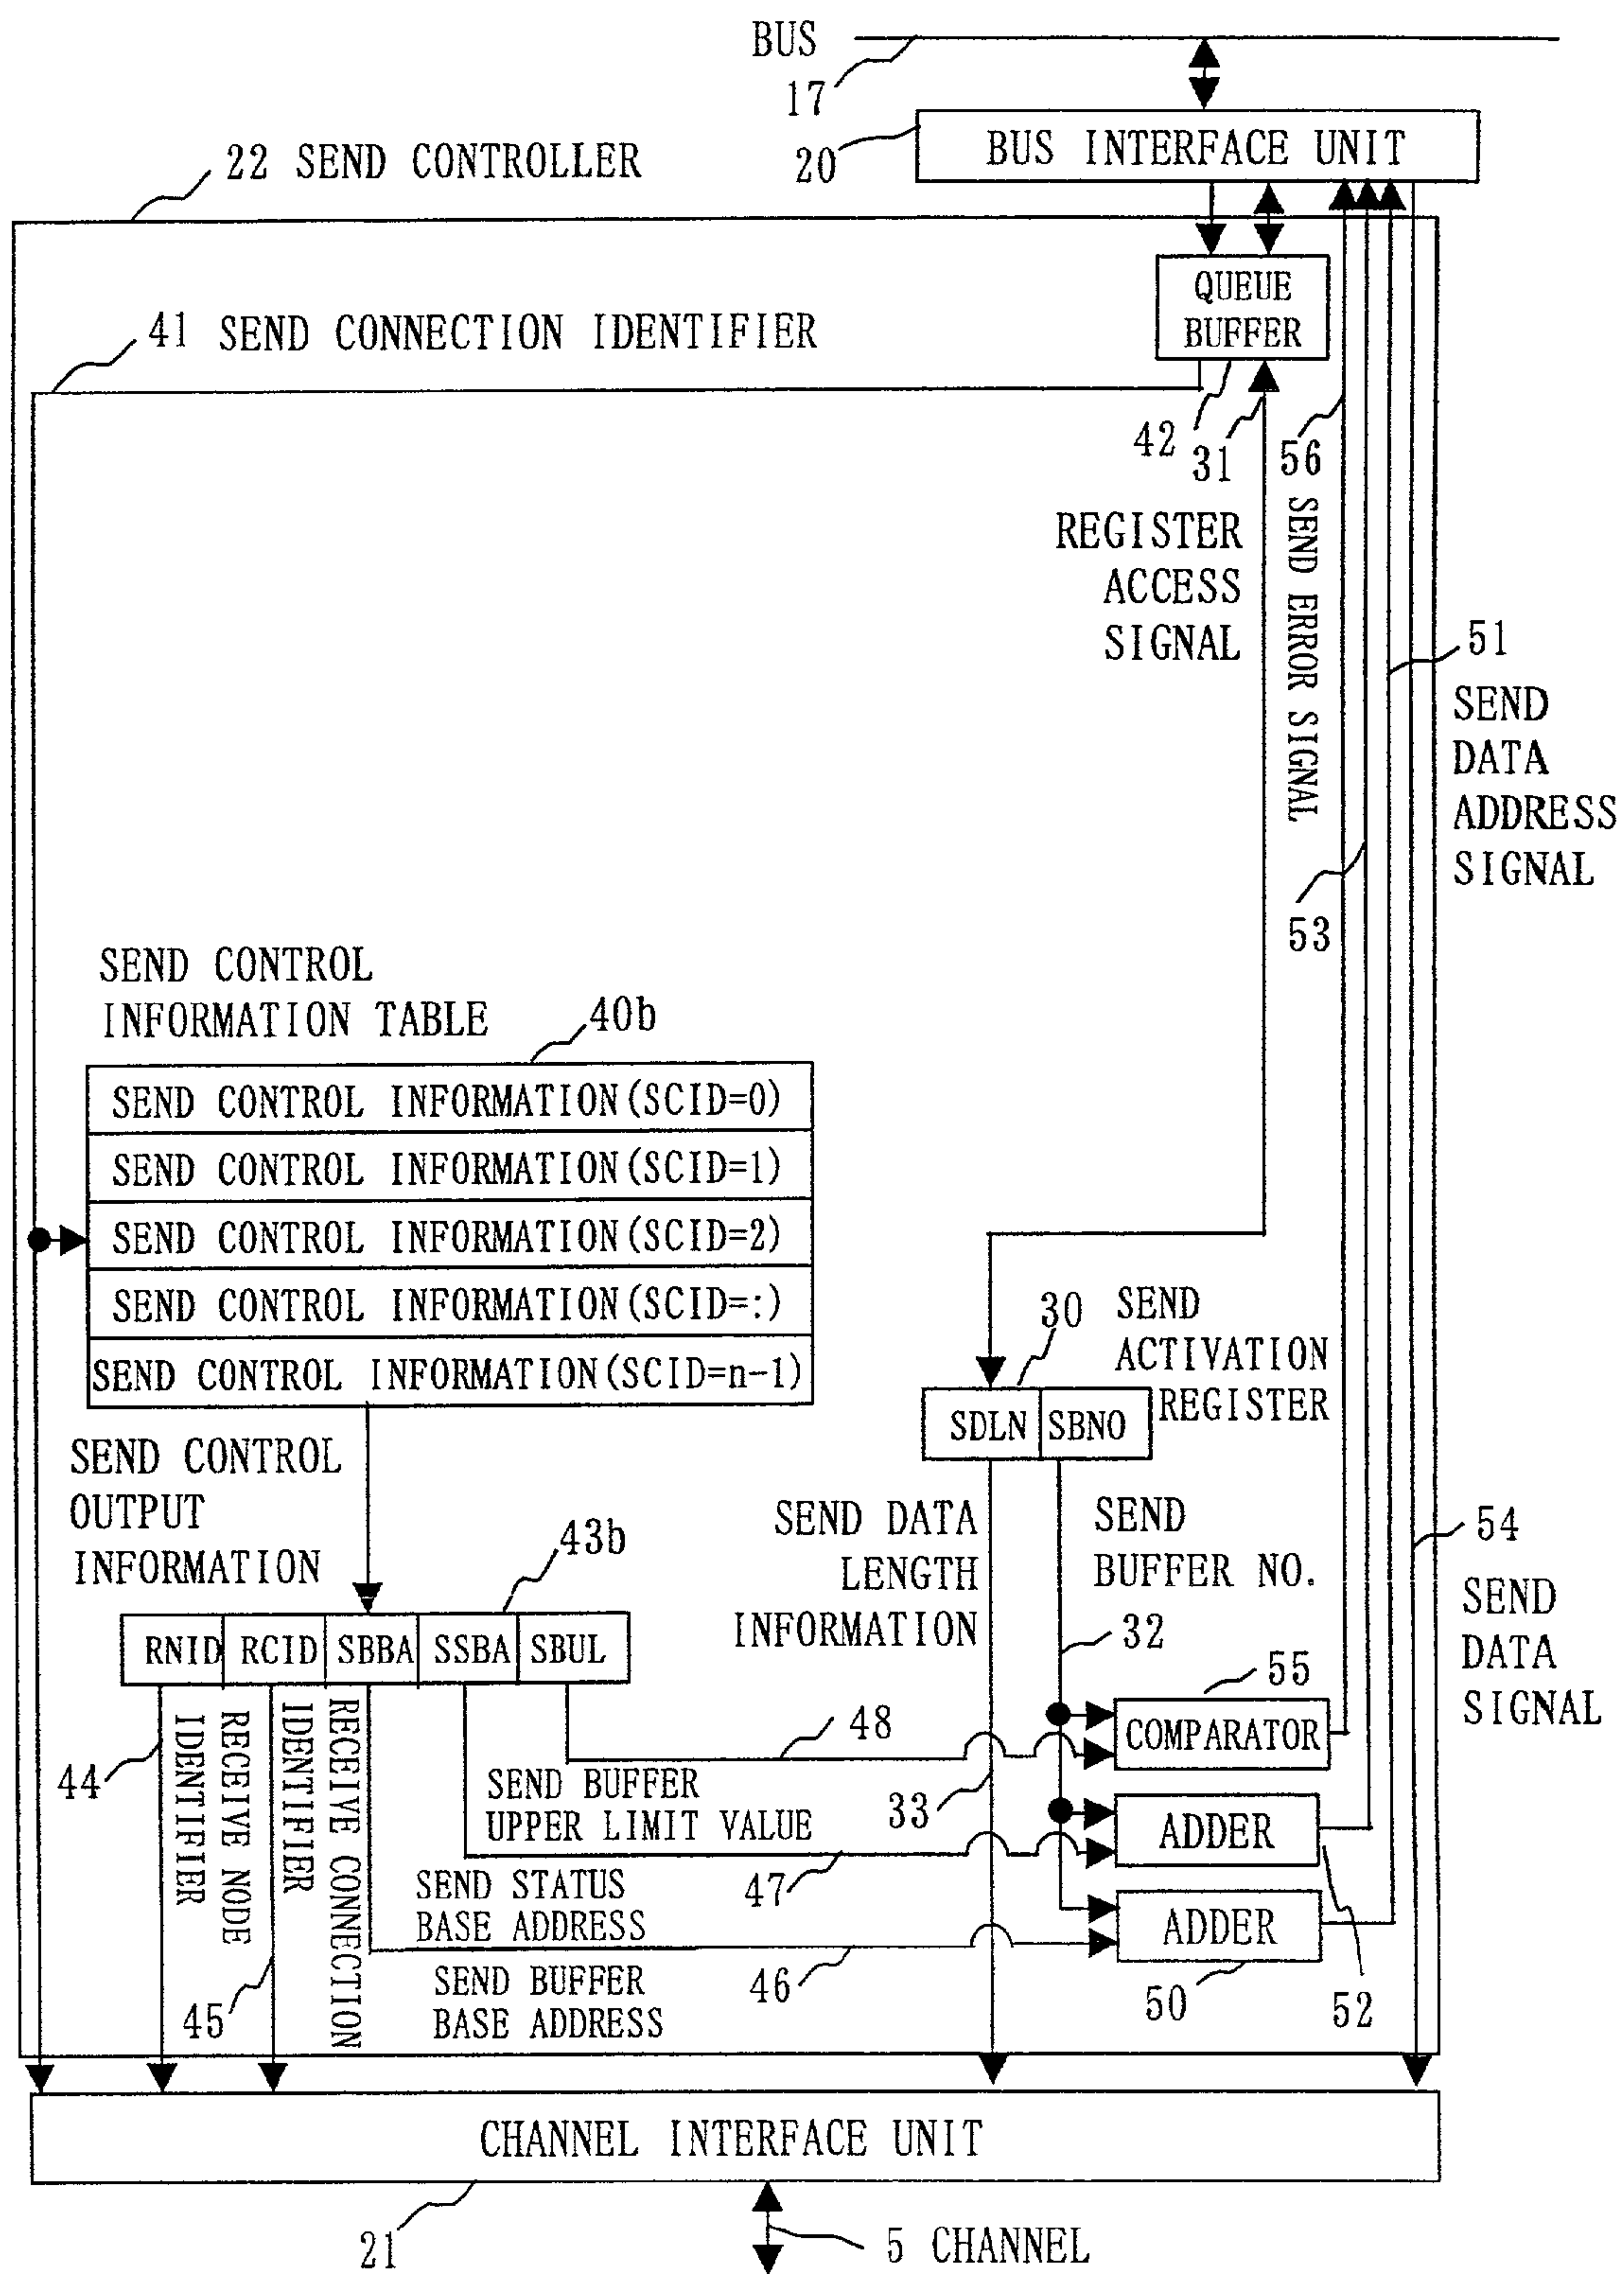 BUS
17
20
BUS INTERFACE UNIT
22 SEND CONTROLLER
QUEUE
BUFFER
41 SEND CONNECTION IDENTIFIER
42
31
56
REGISTER
ACCESS
SIGNAL
SEND ERROR SIGNAL
51
SEND
DATA
ADDRESS
SIGNAL
53
SEND CONTROL
INFORMATION TABLE
40b
SEND CONTROL INFORMATION(SCID=0)
SEND CONTROL INFORMATION(SCID=1)
SEND CONTROL INFORMATION(SCID=2)
SEND CONTROL INFORMATION(SCID=:)
SEND CONTROL INFORMATION(SCID=n-1)
30
SEND
ACTIVATION
REGISTER
SDLN
SBNO
SEND CONTROL
OUTPUT
INFORMATION
43b
SEND DATA
LENGTH
INFORMATION
SEND
BUFFER NO.
32
54
SEND
DATA
SIGNAL
RNID
RCID
SBBA
SSBA
SBUL
55
COMPARATOR
44
RECEIVE NODE
IDENTIFIER
RECEIVE CONNECTION
IDENTIFIER
48
SEND BUFFER
UPPER LIMIT VALUE
33
ADDER
47
SEND STATUS
BASE ADDRESS
ADDER
46
SEND BUFFER
BASE ADDRESS
45
50
52
CHANNEL INTERFACE UNIT
21
5 CHANNEL